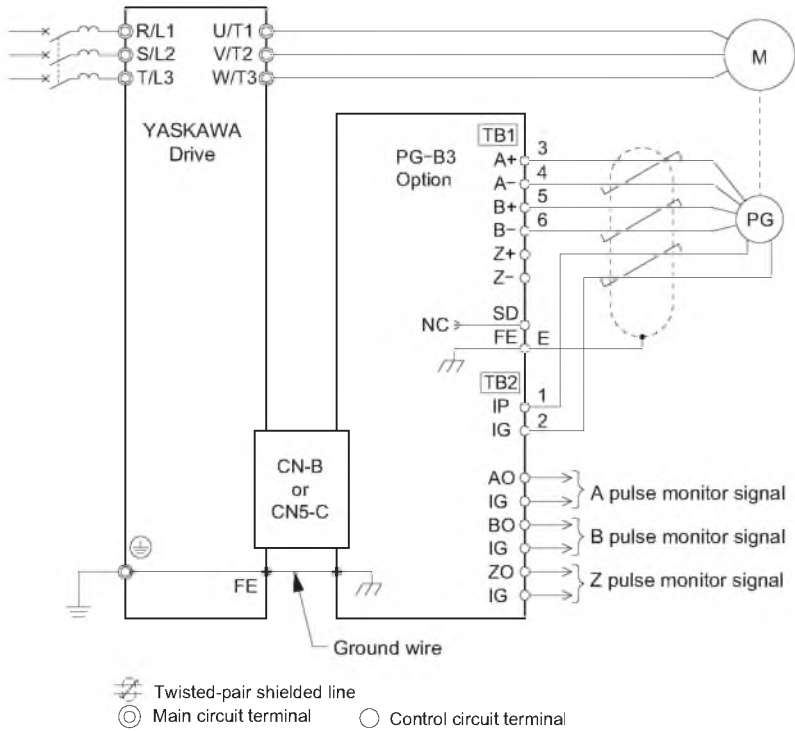 R/L1 U/T1
S/L2 V/T2
T/L3 W/T3
M
YASKAWA
Drive
PG-B3
Option
TB1
A+ 3
A- 4
B+ 5
B- 6
Z+
Z-
PG
NC SD
FE E
TB2
IP 1
IG 2
CN-B
or
CN5-C
AO
IG
A pulse monitor signal
BO
IG
B pulse monitor signal
ZO
IG
Z pulse monitor signal
FE
Ground wire
Twisted-pair shielded line
Main circuit terminal
Control circuit terminal